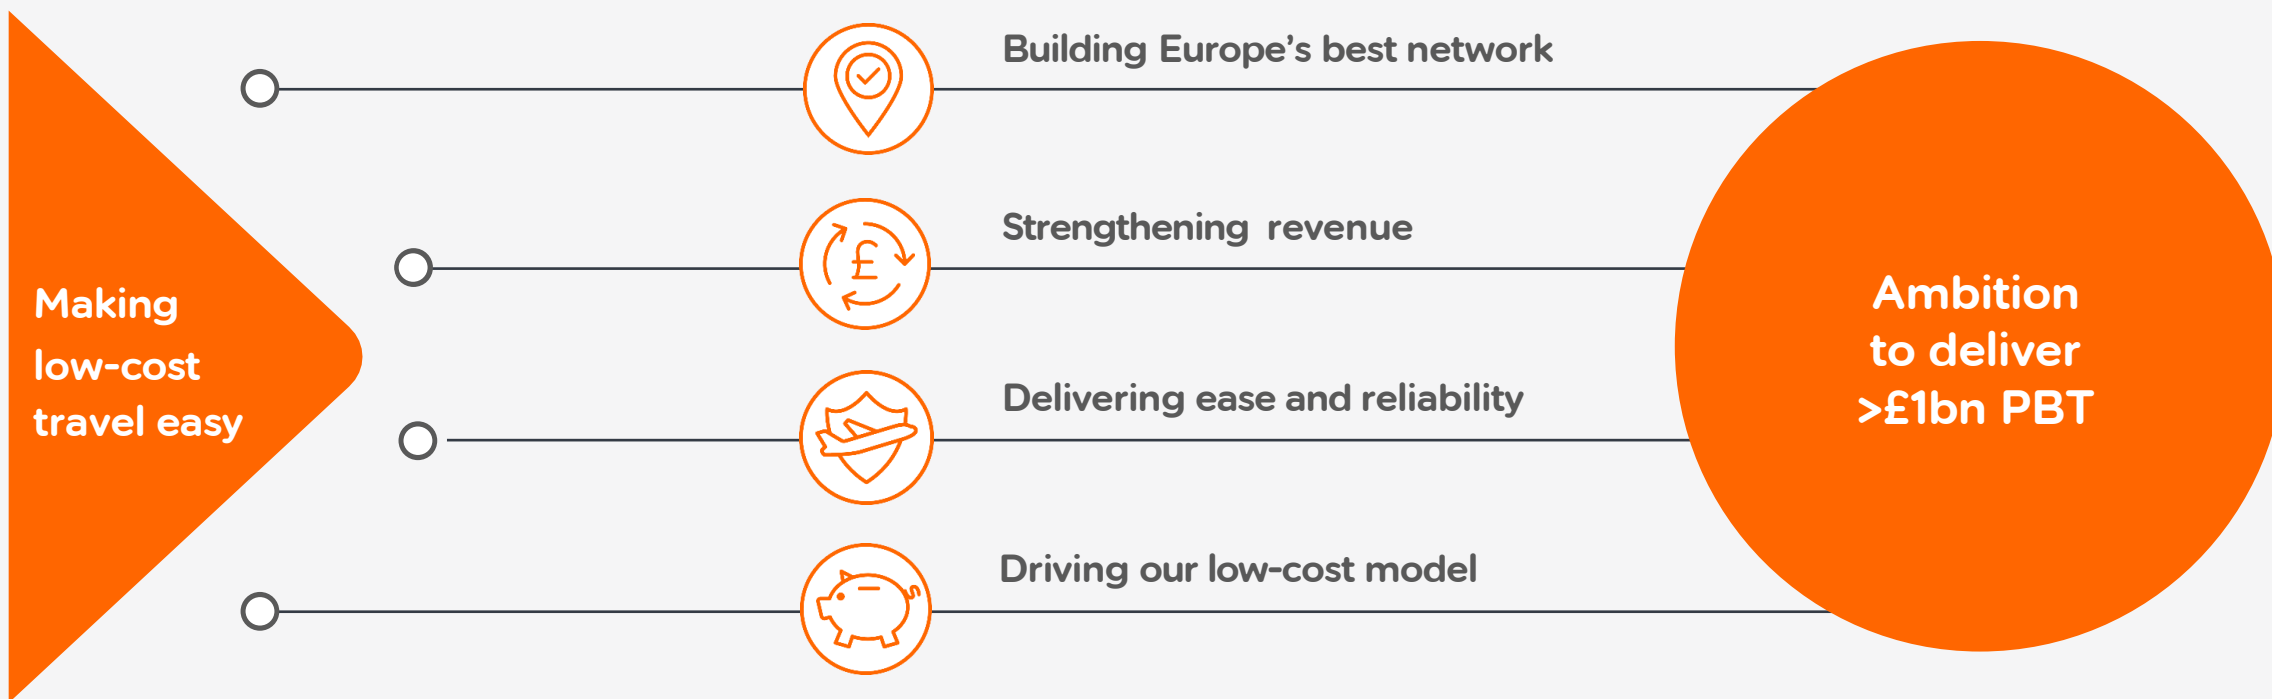 Making
low-cost
travel easy
Building Europe’s best network
Strengthening revenue
£
Delivering ease and reliability
Driving our low-cost model
Ambition
to deliver
>£1bn PBT